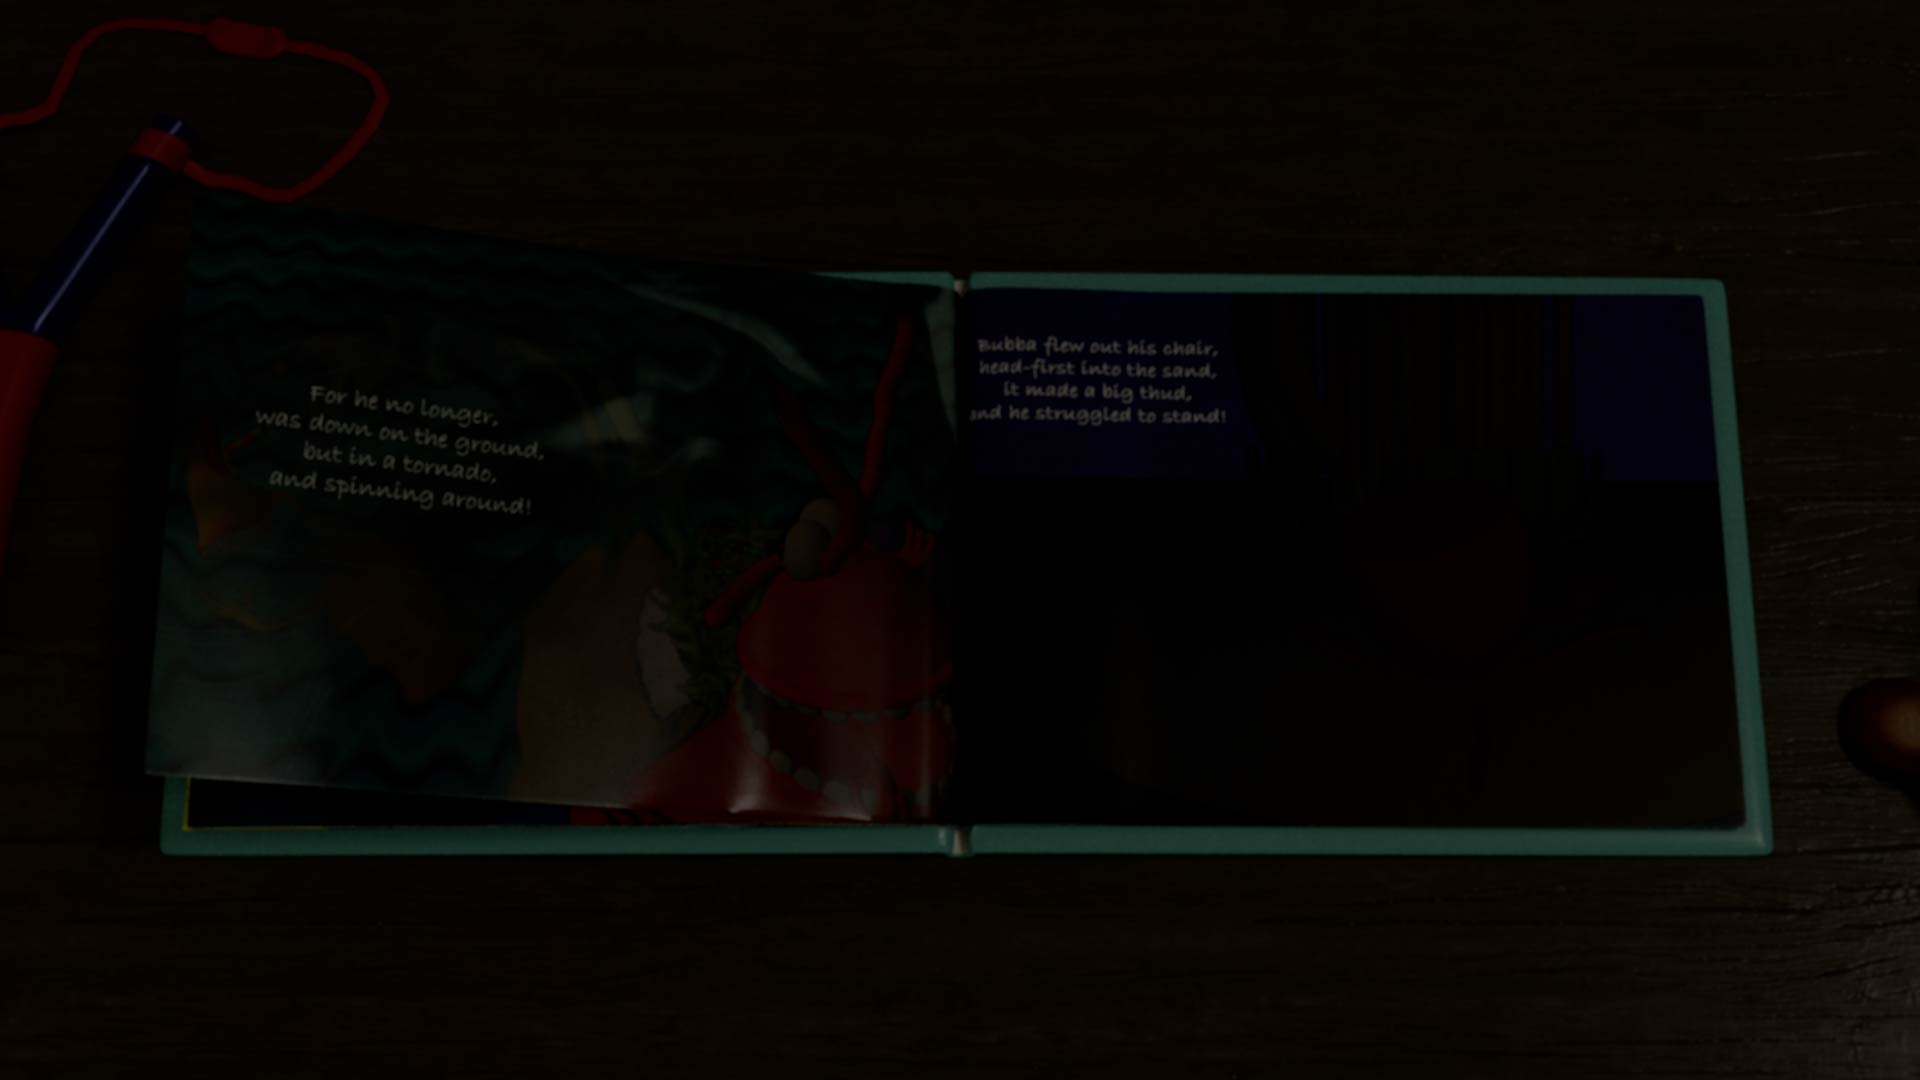 For he no longer,
was down on the ground,
but in a tornado,
and spinning around!
Bubba flew out his chair,
head-first into the sand,
it made a big thud,
and he struggled to stand!